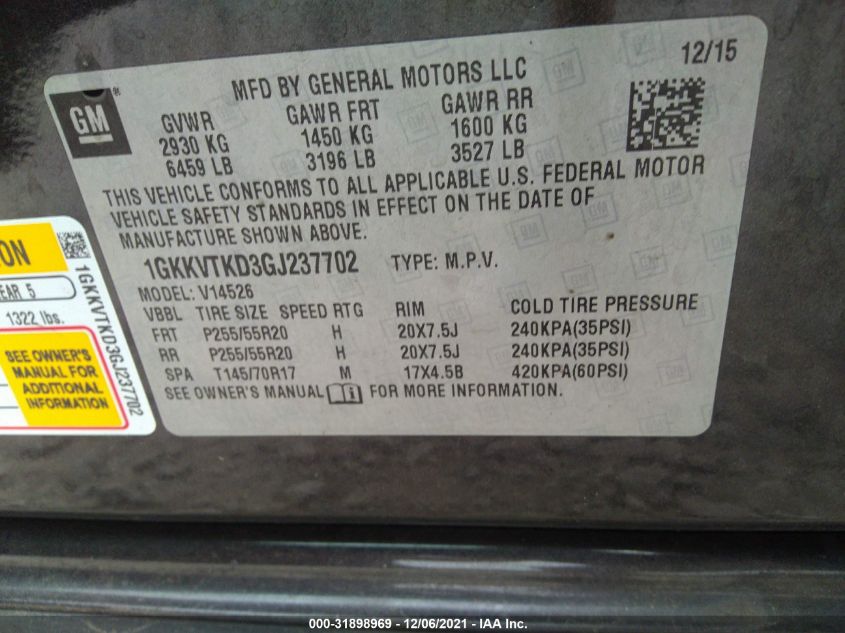 12/15
MFD BY GENERAL MOTORS LLC
GM
®
GVWR GAWR FRT GAWR RR
2930 KG 1450 KG 1600 KG
6459 LB 3196 LB 3527 LB
THIS VEHICLE CONFORMS TO ALL APPLICABLE U.S. FEDERAL MOTOR
VEHICLE SAFETY STANDARDS IN EFFECT ON THE DATE OF
MANUFACTURE SHOWN ABOVE.
1GKKVTKD3GJ237702 TYPE: M.P.V.
MODEL: V14526
VBBL TIRE SIZE SPEED RTG RIM COLD TIRE PRESSURE
FRT P255/55R20 H 20X7.5J 240KPA(35PSI)
RR P255/55R20 H 20X7.5J 240KPA(35PSI)
SPA T145/70R17 M 17X4.5B 420KPA(60PSI)
SEE OWNER'S MANUAL FOR MORE INFORMATION.
EAR 5
1322 lbs.
SEE OWNER'S
MANUAL FOR
ADDITIONAL
INFORMATION
1GKKVTKD3GJ237702
000-31898969 - 12/06/2021 - IAA Inc.